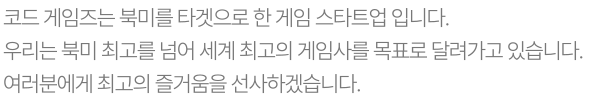 코드 게임즈는 북미를 타겟으로 한 게임 스타트업 입니다.
우리는 북미 최고를 넘어 세계 최고의 게임사를 목표로 달려가고 있습니다.
여러분에게 최고의 즐거움을 선사하겠습니다.